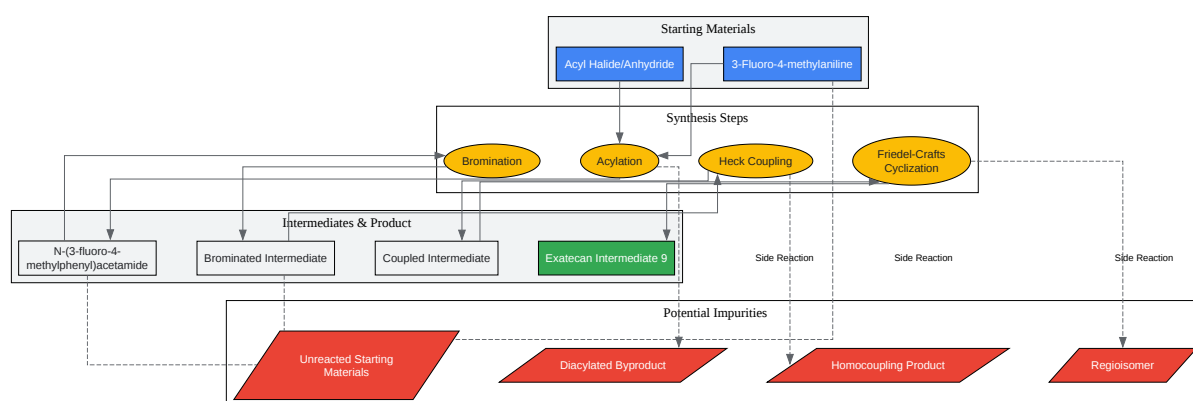 Starting Materials
Acyl Halide/Anhydride
3-Fluoro-4-methylaniline
Synthesis Steps
Bromination
Acylation
Heck Coupling
Friedel-Crafts
Cyclization
Intermediates & Product
N-(3-fluoro-4-
methylphenyl)acetamide
Brominated Intermediate
Coupled Intermediate
Exatecan Intermediate 9
Side Reaction
Side Reaction
Side Reaction
Potential Impurities
Unreacted Starting
Materials
Diacylated Byproduct
Homocoupling Product
Regioisomer